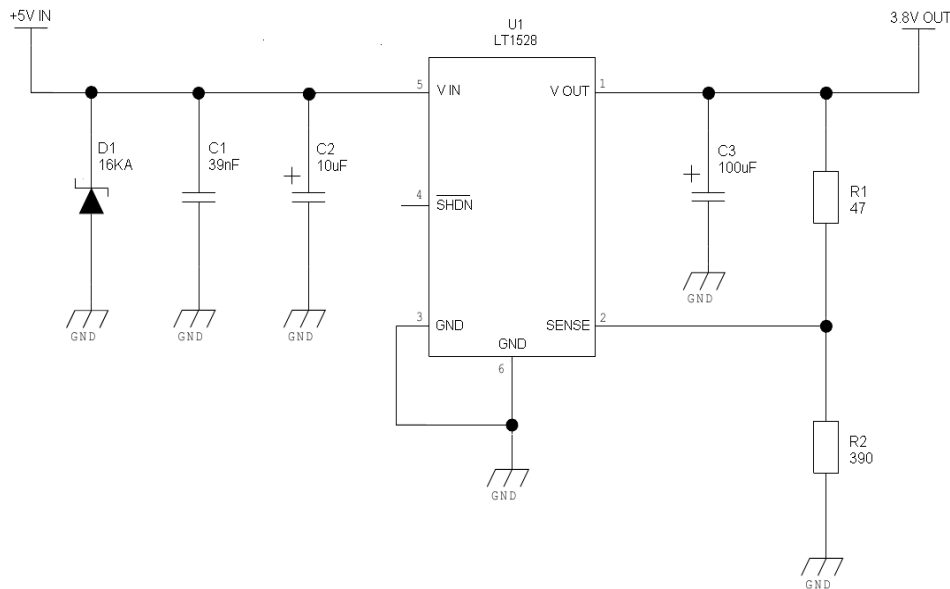 +5V IN
U1
LT1528
3.8V OUT
5
V IN
V OUT
1
D1
16KA
C1
39nF
C2
10uF
+
C3
100uF
+
4
SHDN
R1
47
GND
GND
GND
GND
3
GND
SENSE
2
GND
6
R2
390
GND
GND